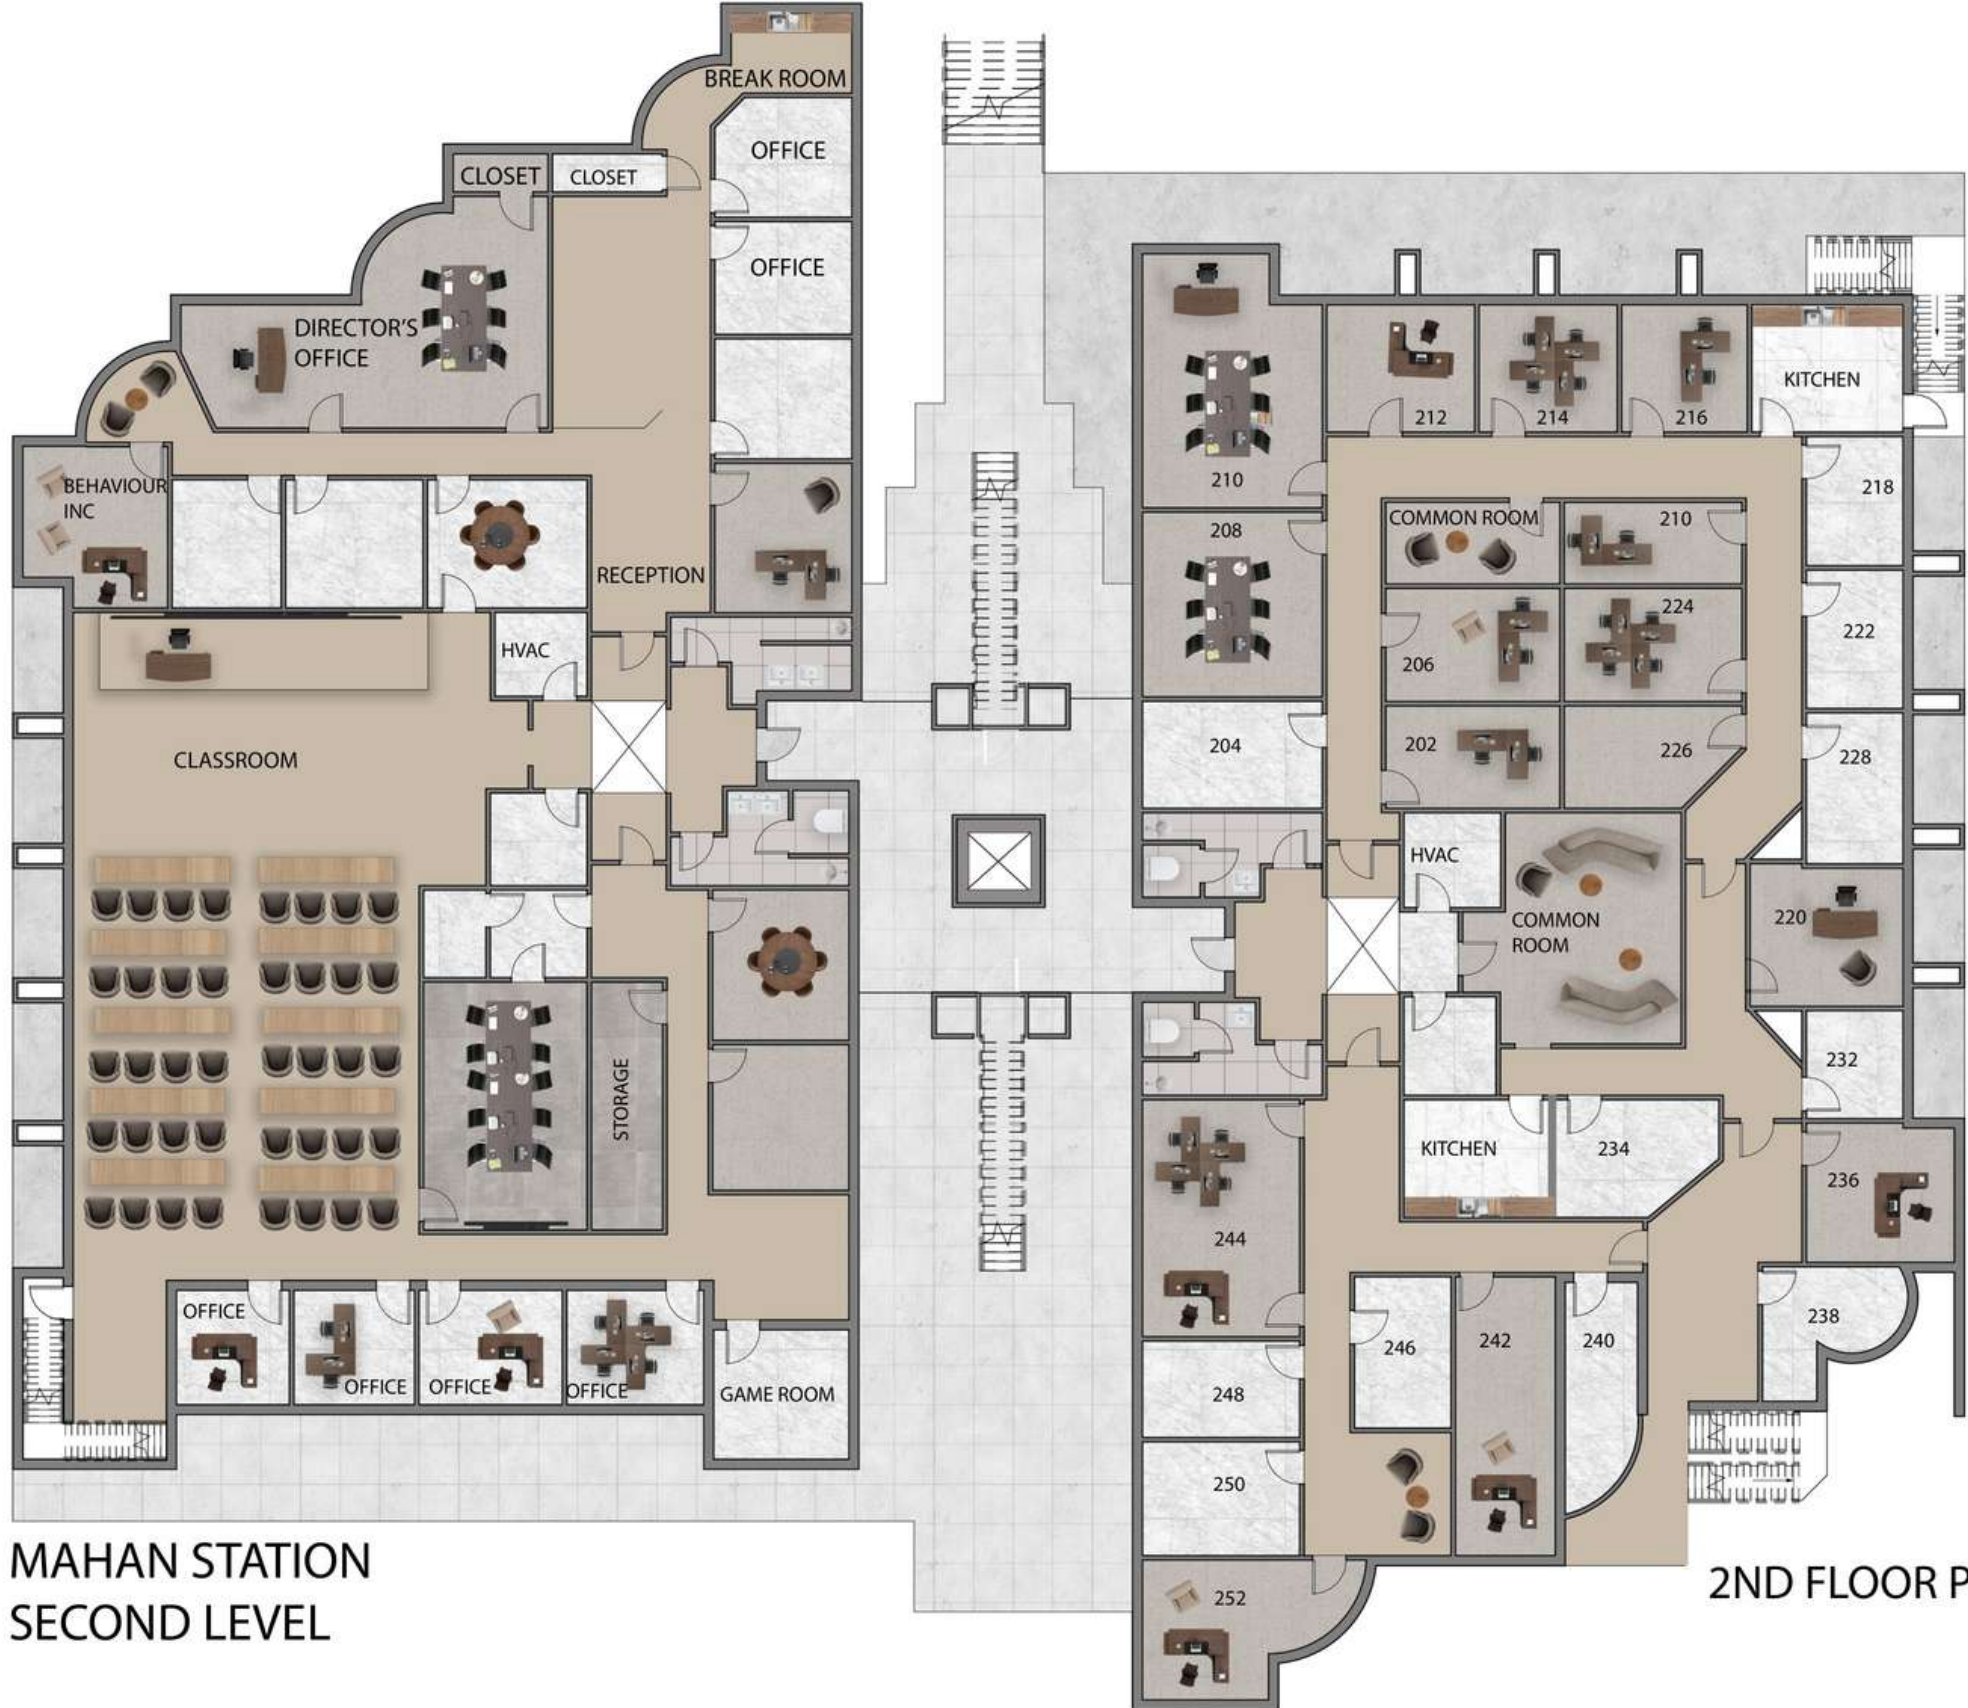 BREAK ROOM
OFFICE
CLOSET
CLOSET
OFFICE
DIRECTOR'S
OFFICE
BEHAVIOUR
INC
RECEPTION
HVAC
CLASSROOM
STORAGE
OFFICE
OFFICE
OFFICE
OFFICE
GAME ROOM
212
214
216
KITCHEN
210
218
208
COMMON ROOM
210
206
224
222
204
202
226
228
HVAC
COMMON
ROOM
220
232
KITCHEN
234
236
244
246
242
240
238
248
250
252
MAHAN STATION
SECOND LEVEL
2ND FLOOR P